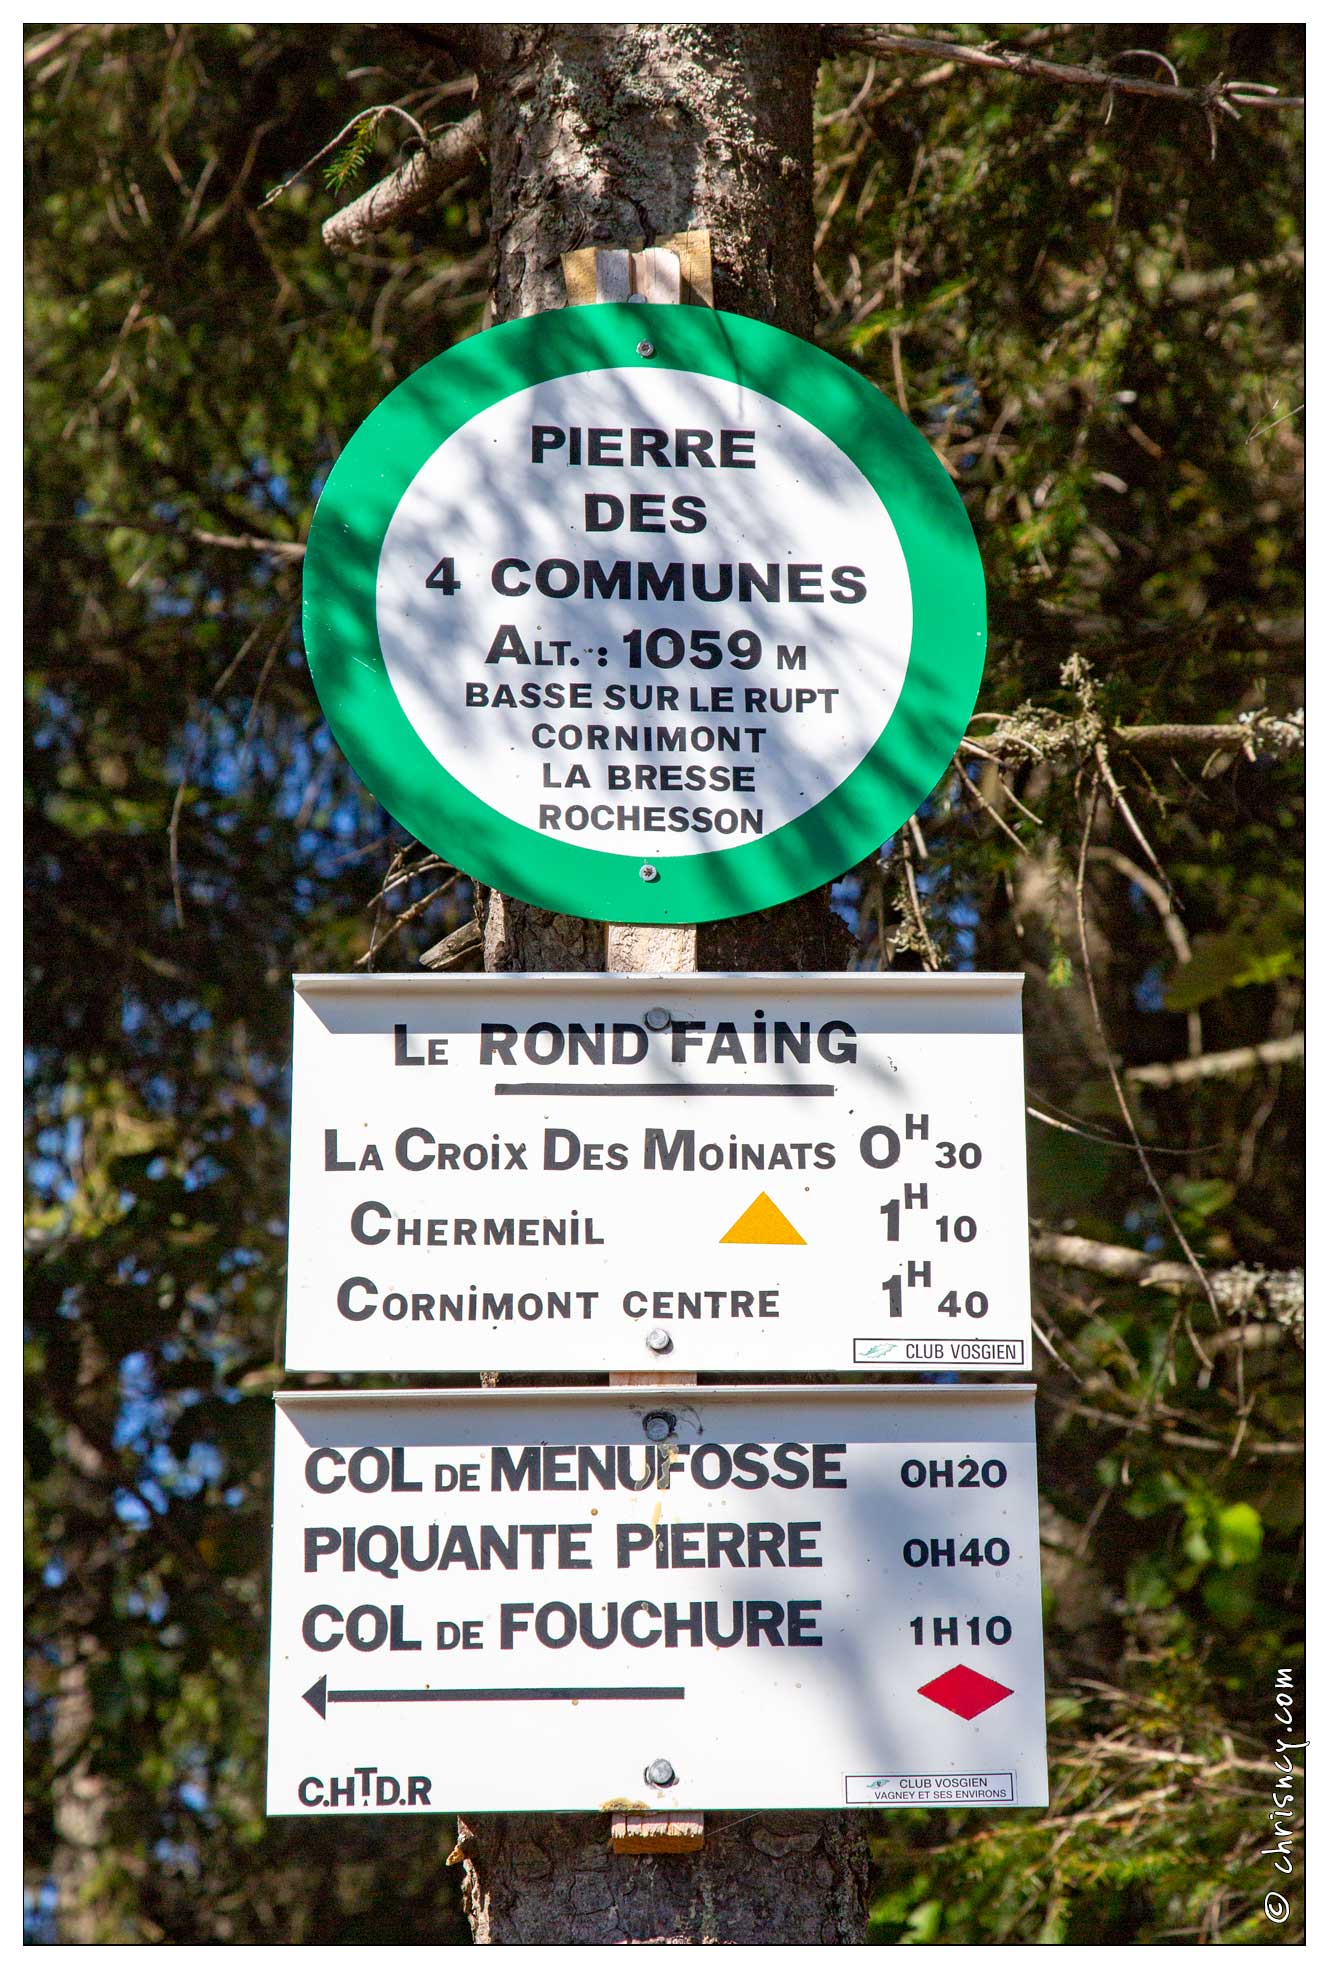 PIERRE
DES
4 COMMUNES
ALT. : 1059 M
BASSE SUR LE RUPT
CORNIMONT
LA BRESSE
ROCHESSON
LE ROND FAiNG
LA CROiX DES MOiNATS 0H30
CHERMENiL 1H10
CORNiMONT CENTRE 1H40
CLUB VOSGIEN
COL DE MENUFOSSE 0H20
PIQUANTE PIERRE 0H40
COL DE FOUCHURE 1H10
C.HTD.R
CLUB VOSGIEN
VAGNEY ET SES ENVIRONS
© chrisncy.com